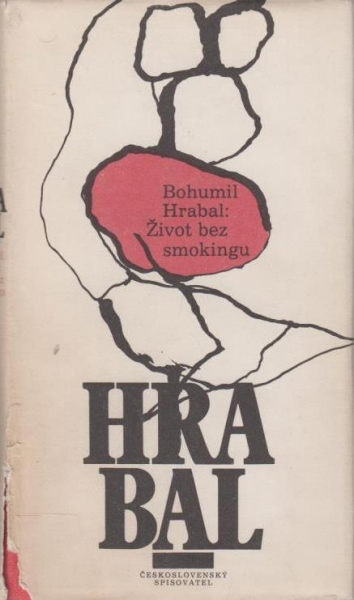 Bohumil
Hrabal:
Život bez
smokingu
HRA
BAL
ČESKOSLOVENSKÝ
SPISOVATEL